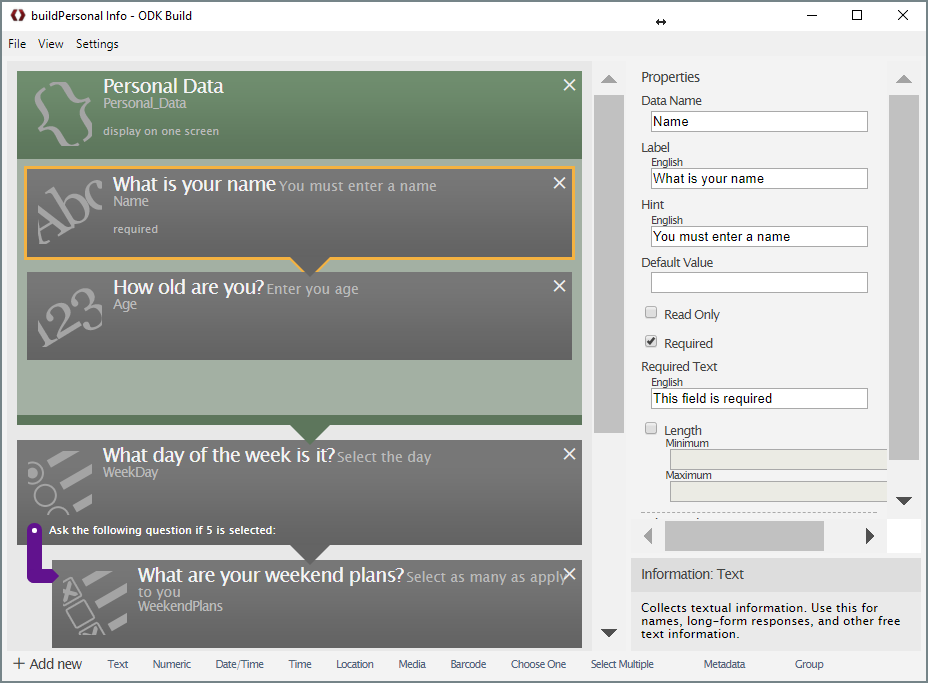 buildPersonal Info - ODK Build
File View Settings
Personal Data
Personal_Data
display on one screen
What is your name You must enter a name
Name
required
How old are you? Enter you age
Age
What day of the week is it? Select the day
WeekDay
Ask the following question if 5 is selected:
What are your weekend plans? Select as many as apply
to you
WeekendPlans
Properties
Data Name
Name
Label
English
What is your name
Hint
English
You must enter a name
Default Value
Read Only
Required
Required Text
English
This field is required
Length
Minimum
Maximum
Information: Text
Collects textual information. Use this for
names, long-form responses, and other free
text information.
+ Add new Text Numeric Date/Time Time Location Media Barcode Choose One Select Multiple Metadata Group
Abc
123
{}